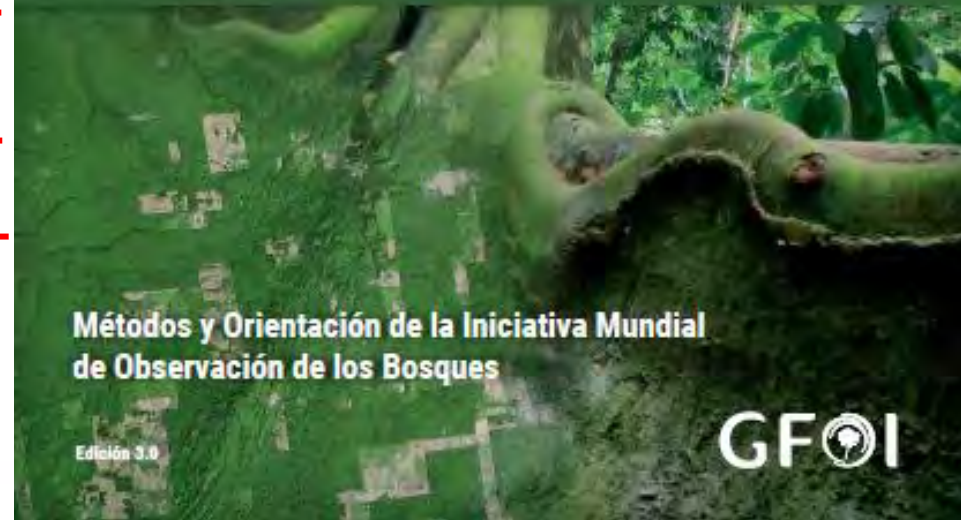 Métodos y Orientación de la Iniciativa Mundial
de Observación de los Bosques
Edición 3.0
GFOI